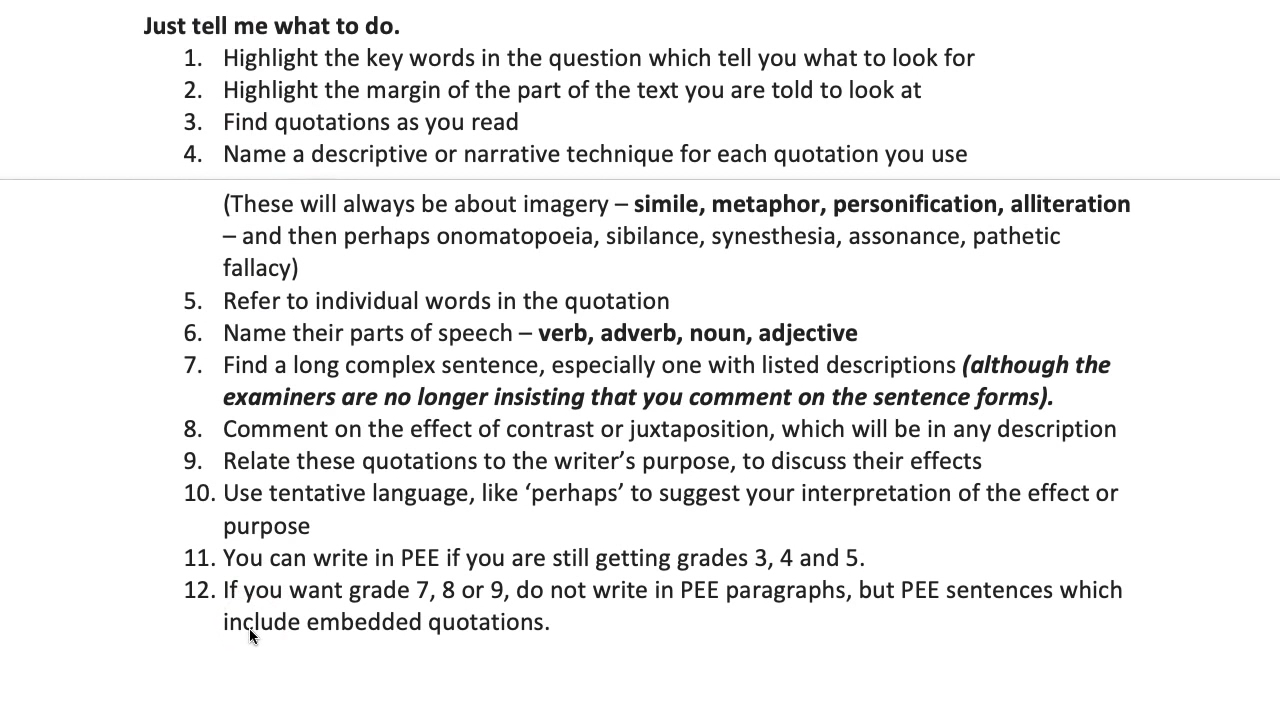 Just tell me what to do.
1. Highlight the key words in the question which tell you what to look for
2. Highlight the margin of the part of the text you are told to look at
3. Find quotations as you read
4. Name a descriptive or narrative technique for each quotation you use
(These will always be about imagery – simile, metaphor, personification, alliteration
– and then perhaps onomatopoeia, sibilance, synesthesia, assonance, pathetic
fallacy)
5. Refer to individual words in the quotation
6. Name their parts of speech – verb, adverb, noun, adjective
7. Find a long complex sentence, especially one with listed descriptions (although the
examiners are no longer insisting that you comment on the sentence forms).
8. Comment on the effect of contrast or juxtaposition, which will be in any description
9. Relate these quotations to the writer’s purpose, to discuss their effects
10. Use tentative language, like ‘perhaps’ to suggest your interpretation of the effect or
purpose
11. You can write in PEE if you are still getting grades 3, 4 and 5.
12. If you want grade 7, 8 or 9, do not write in PEE paragraphs, but PEE sentences which
include embedded quotations.